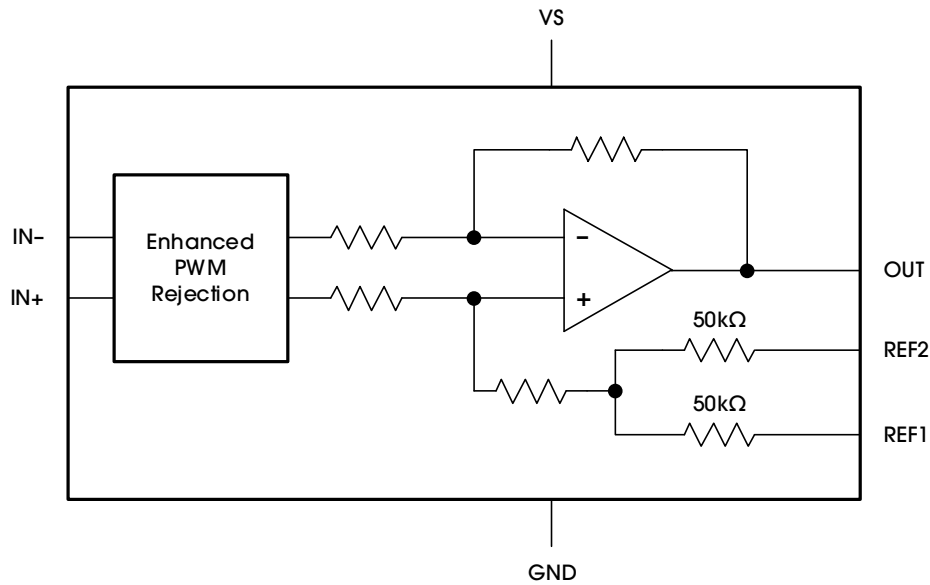 VS
IN−
IN+
Enhanced
PWM
Rejection
−
+
OUT
50kΩ
REF2
50kΩ
REF1
GND